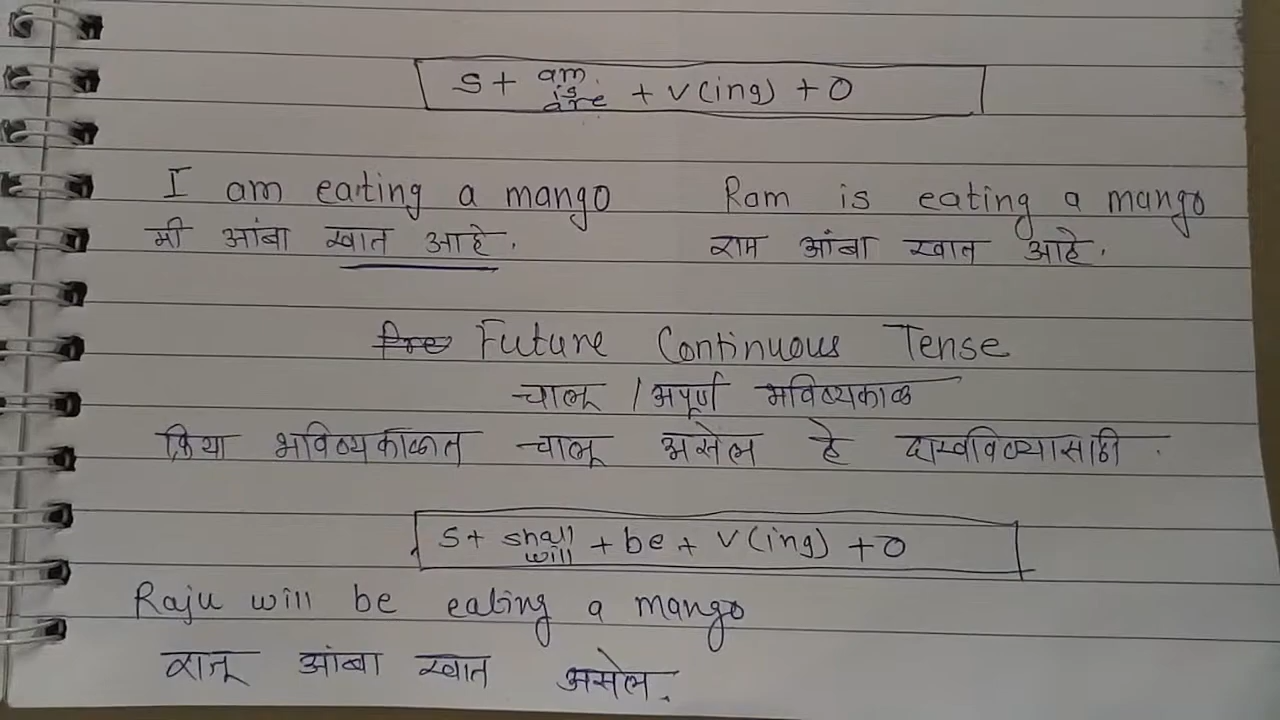 S + am is are + V(ing) + O
I am eating a mango Ram is eating a mango
मी आंबा खात आहे. राम आंबा खात आहे.
Future Continuous Tense
चालू / अपूर्ण भविष्यकाळ
क्रिया भविष्यकाळात चालू असेल हे दाखविण्यासाठी.
S + shall will + be + V(ing) + O
Raju will be eating a mango
राजू आंबा खात असेल.